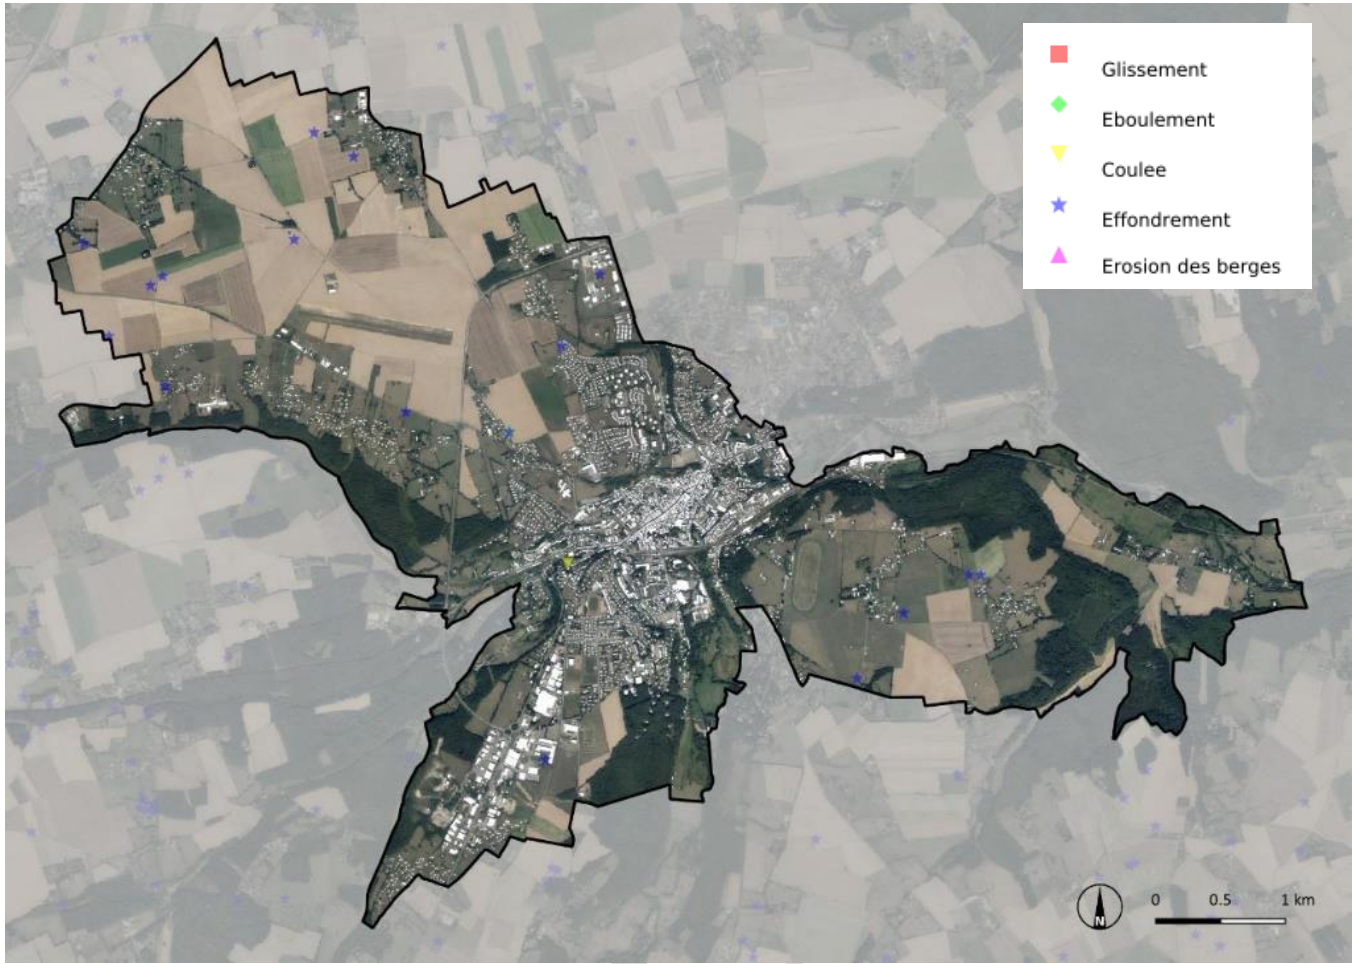 Glissement
Eboulement
Coulee
Effondrement
Erosion des berges
N
0 0.5 1 km